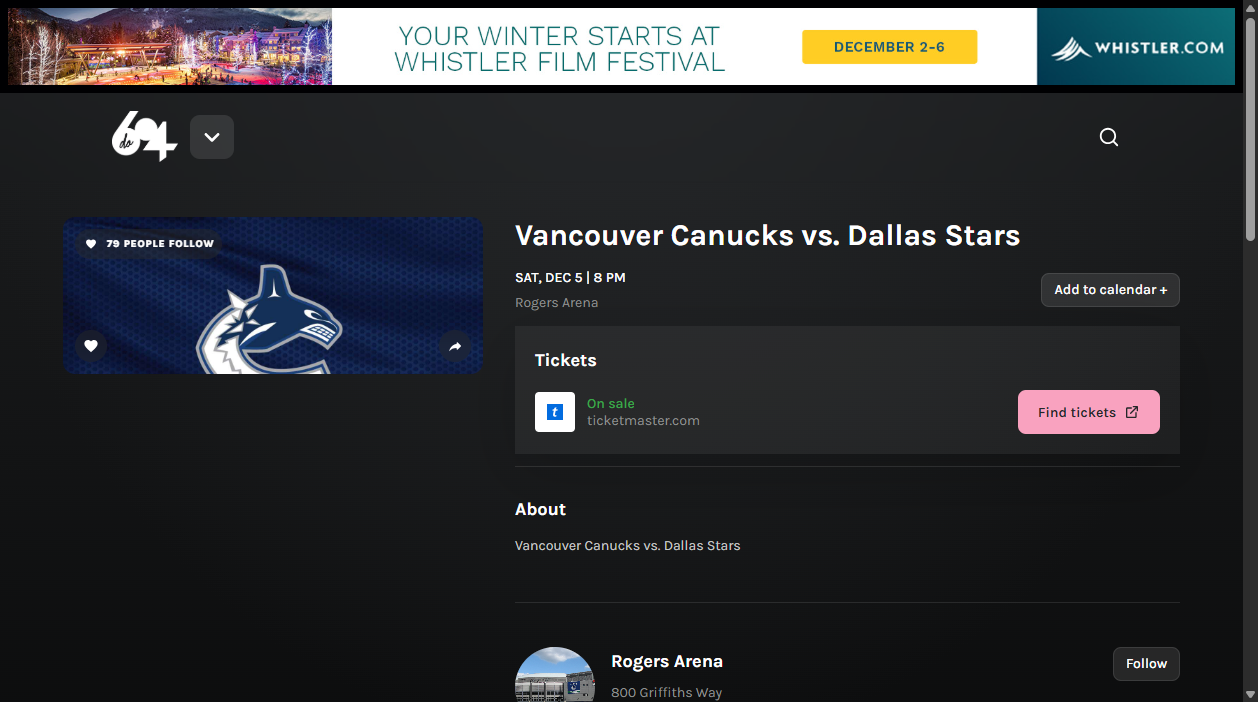 YOUR WINTER STARTS AT
WHISTLER FILM FESTIVAL
DECEMBER 2-6
WHISTLER.COM
do604
79 PEOPLE FOLLOW
Vancouver Canucks vs. Dallas Stars
SAT, DEC 5 | 8 PM
Rogers Arena
Add to calendar +
Tickets
t
On sale
ticketmaster.com
Find tickets
About
Vancouver Canucks vs. Dallas Stars
Rogers Arena
800 Griffiths Way
Follow